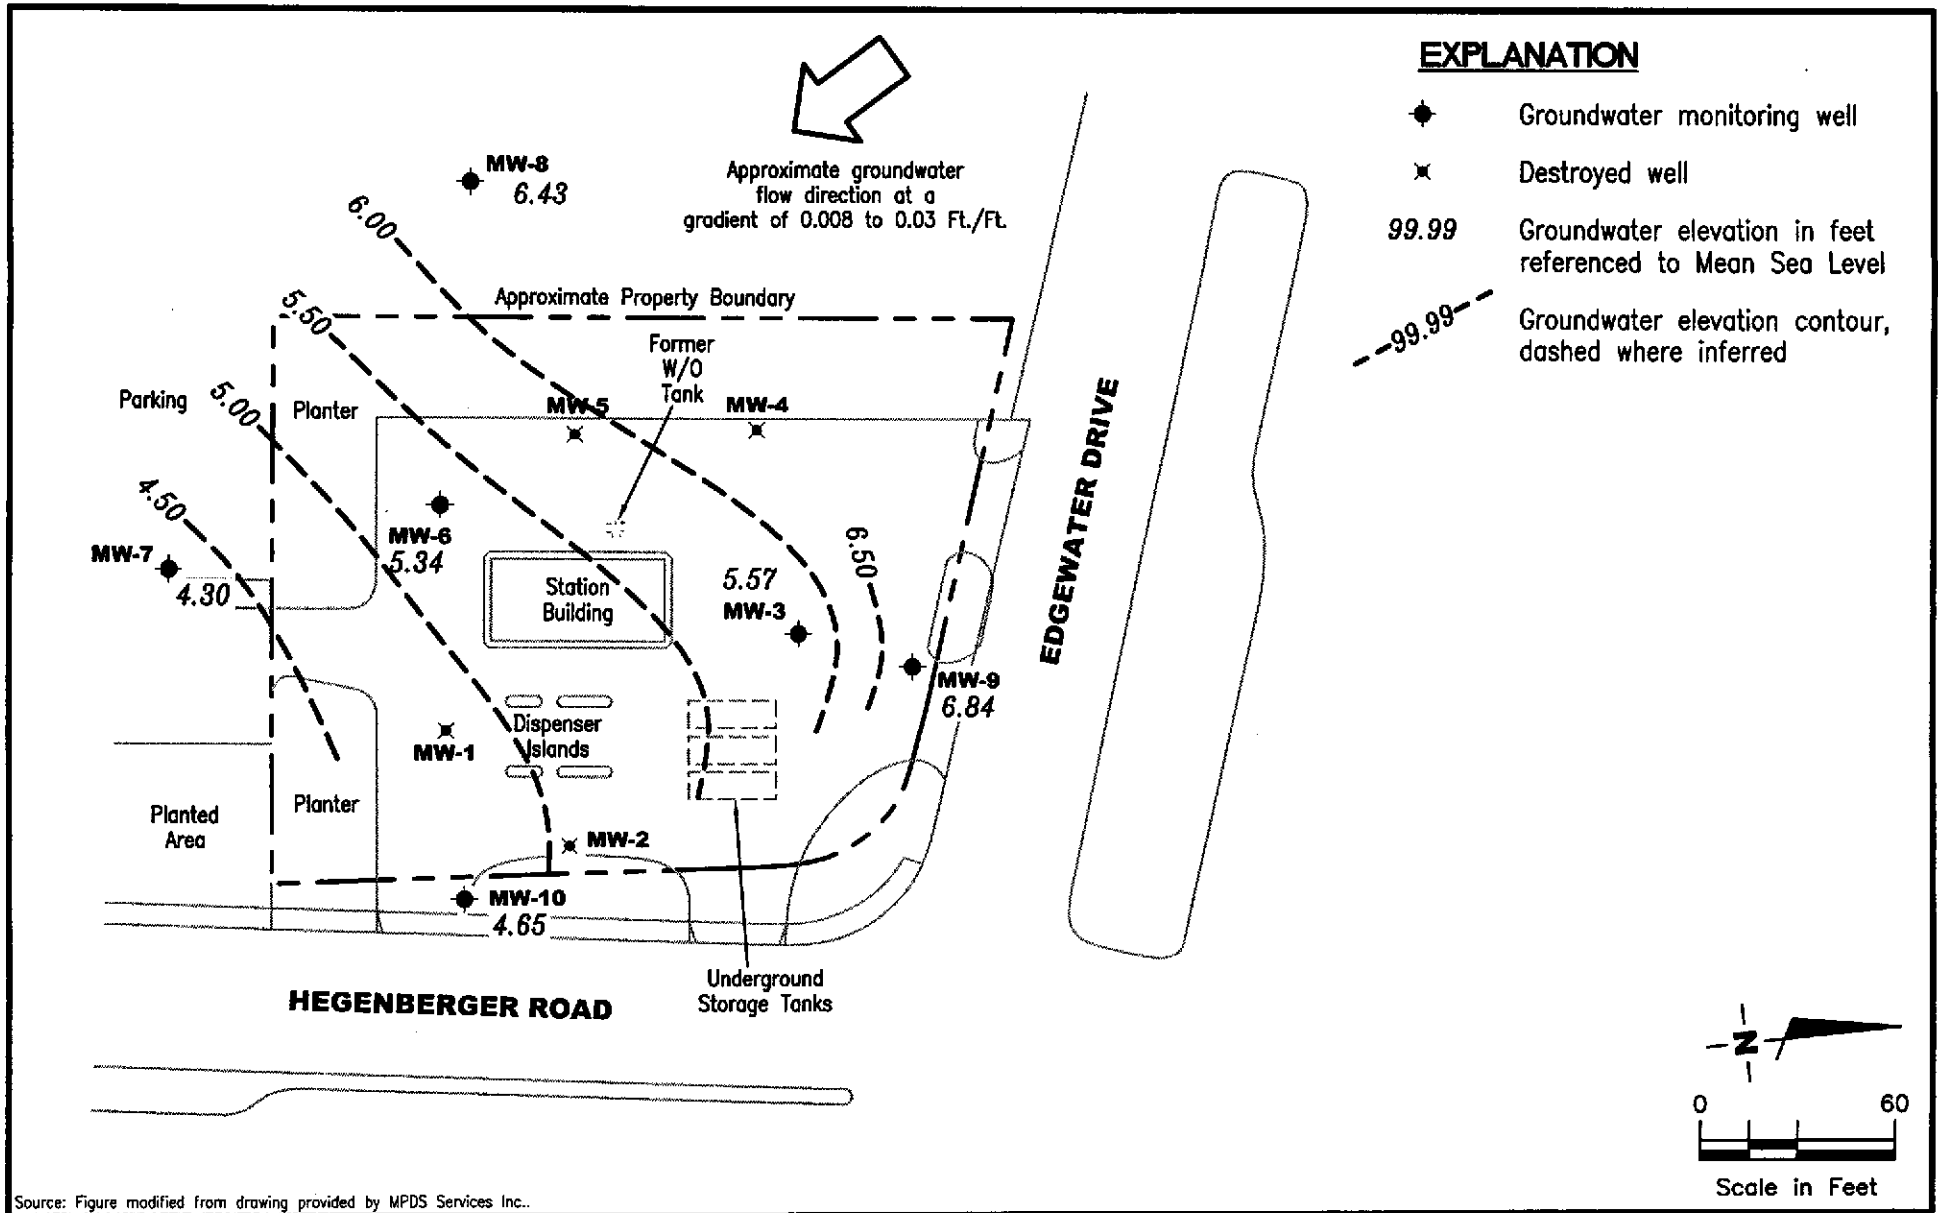 EXPLANATION
Groundwater monitoring well
Destroyed well
99.99
Groundwater elevation in feet
referenced to Mean Sea Level
99.99
Groundwater elevation contour,
dashed where inferred
Approximate groundwater
flow direction at a
gradient of 0.008 to 0.03 Ft./Ft.
MW-8
6.43
6.00
Approximate Property Boundary
5.50
Former
W/O
Tank
Parking
5.00
Planter
MW-5
MW-4
EDGEWATER DRIVE
4.50
MW-6
5.34
6.50
MW-7
4.30
Station
Building
5.57
MW-3
MW-9
6.84
Dispenser
Islands
MW-1
Planted
Area
Planter
MW-2
MW-10
4.65
Underground
Storage Tanks
HEGENBERGER ROAD
N
0
60
Scale in Feet
Source: Figure modified from drawing provided by MPDS Services Inc..